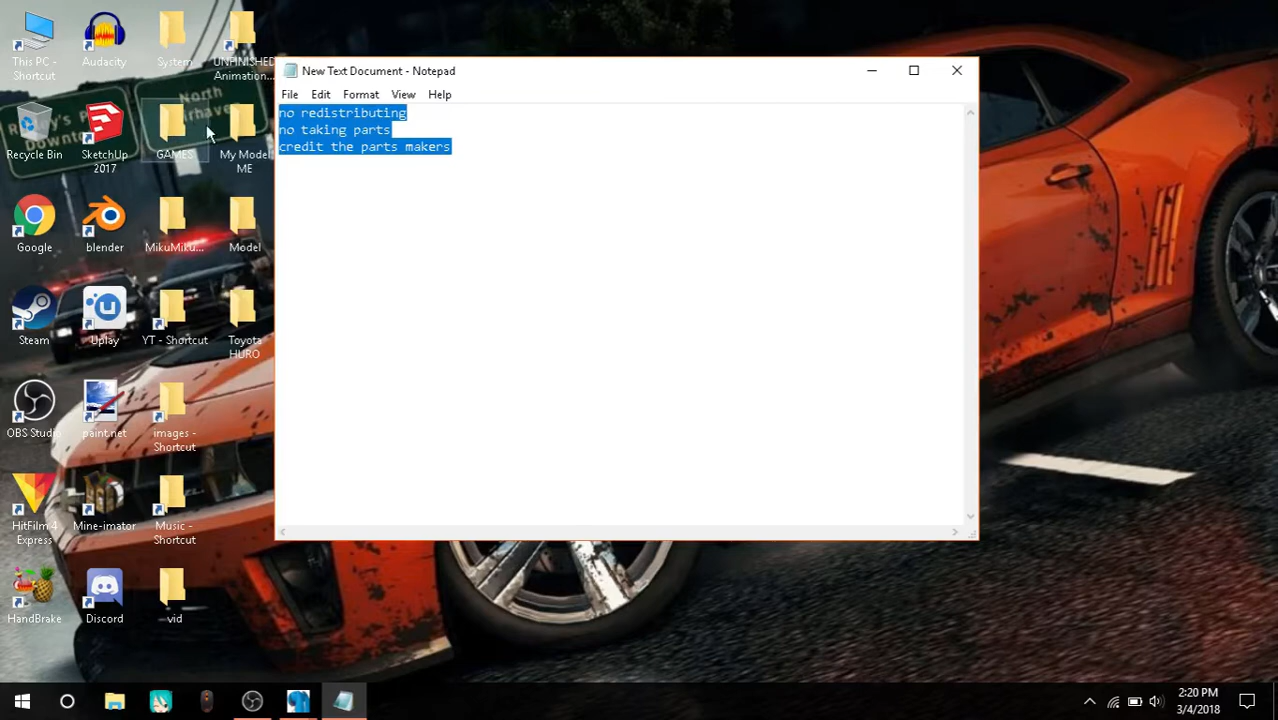 This PC -
Shortcut
Audacity
System
UNFINISHED
Animation...
Recycle Bin
SketchUp
2017
GAMES
My Model
ME
Google
blender
MikuMiku...
Model
Steam
Uplay
YT - Shortcut
Toyota
HURO
OBS Studio
paint.net
images -
Shortcut
HitFilm 4
Express
Mine-imator
Music -
Shortcut
HandBrake
Discord
vid
New Text Document - Notepad
File Edit Format View Help
no redistributing
no taking parts
credit the parts makers
North
2:20 PM
3/4/2018